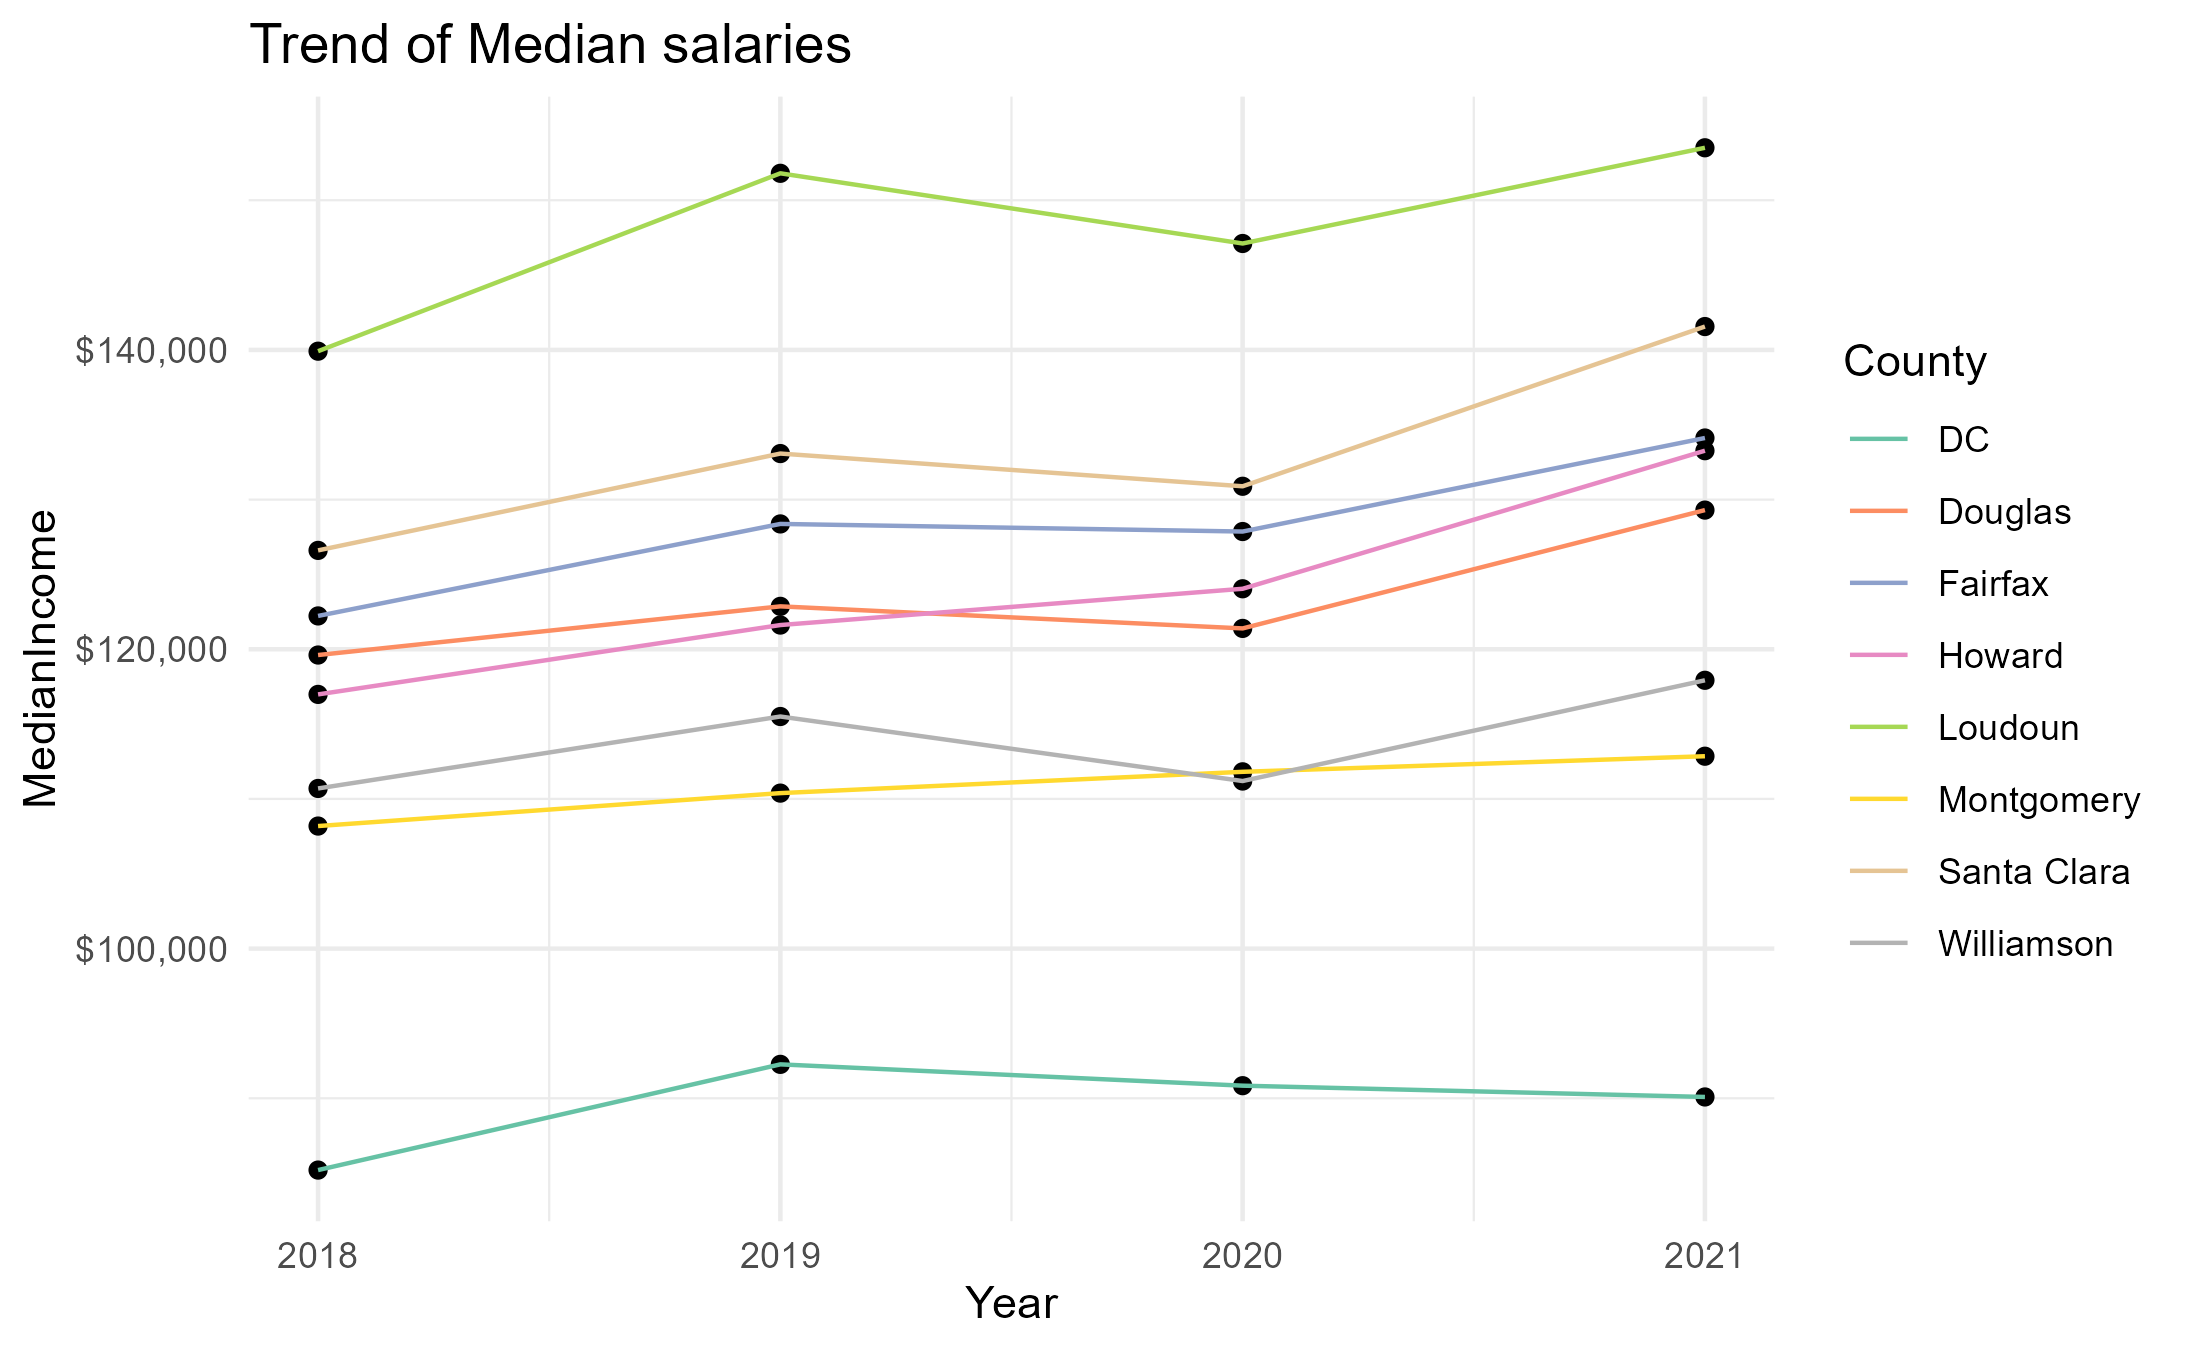 Trend of Median salaries
MedianIncome
$140,000
$120,000
$100,000
2018
2019
2020
2021
Year
County
DC
Douglas
Fairfax
Howard
Loudoun
Montgomery
Santa Clara
Williamson